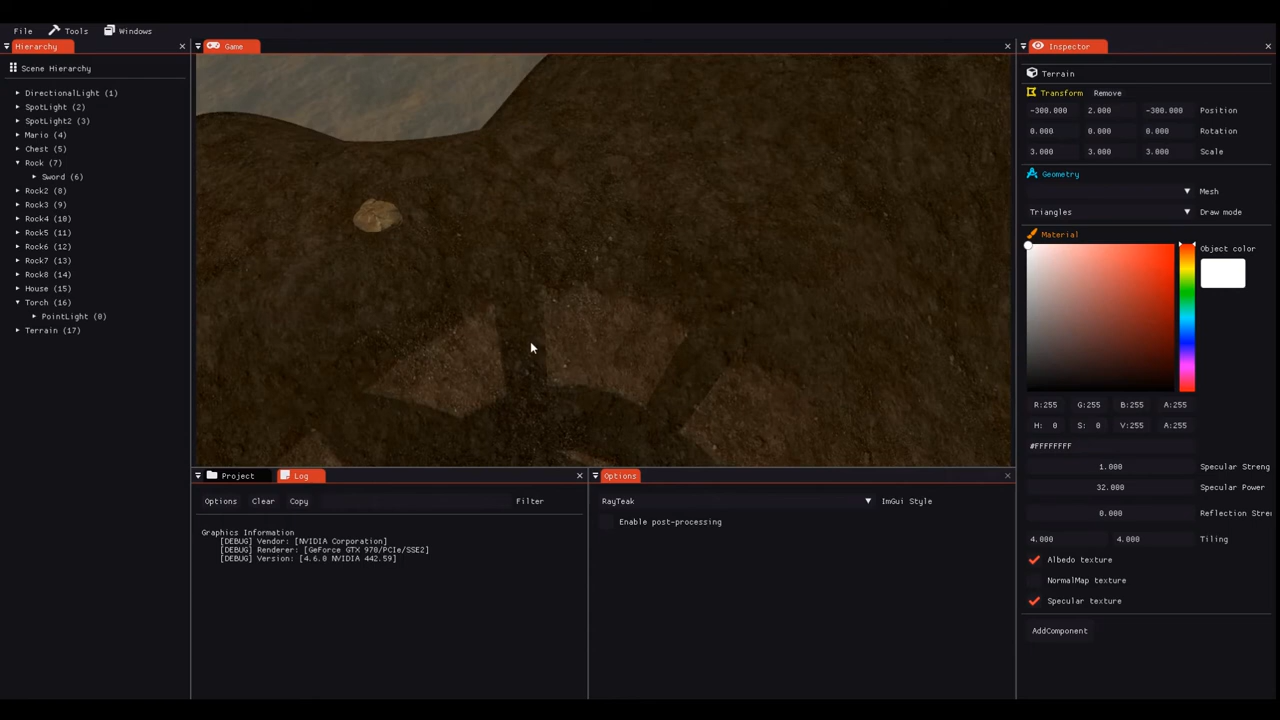 File Tools Windows
Hierarchy
Scene Hierarchy
DirectionalLight (1)
SpotLight (2)
SpotLight2 (3)
Mario (4)
Chest (5)
Rock (7)
Sword (6)
Rock2 (8)
Rock3 (9)
Rock4 (10)
Rock5 (11)
Rock6 (12)
Rock7 (13)
Rock8 (14)
House (15)
Torch (16)
PointLight (0)
Terrain (17)
Game
Project Log
Options Clear Copy Filter
Graphics Information
[DEBUG] Vendor: [NVIDIA Corporation]
[DEBUG] Renderer: [GeForce GTX 970/PCIe/SSE2]
[DEBUG] Version: [4.6.0 NVIDIA 442.59]
Options
RayTeak ImGui Style
Enable post-processing
Inspector
Terrain
Transform Remove
-300.000 2.000 -300.000 Position
0.000 0.000 0.000 Rotation
3.000 3.000 3.000 Scale
Geometry
Mesh
Triangles Draw mode
Material
Object color
R:255 G:255 B:255 A:255
H: 0 S: 0 V:255 A:255
#FFFFFFFF
1.000 Specular Streng
32.000 Specular Power
0.000 Reflection Stre
4.000 4.000 Tiling
Albedo texture
NormalMap texture
Specular texture
AddComponent